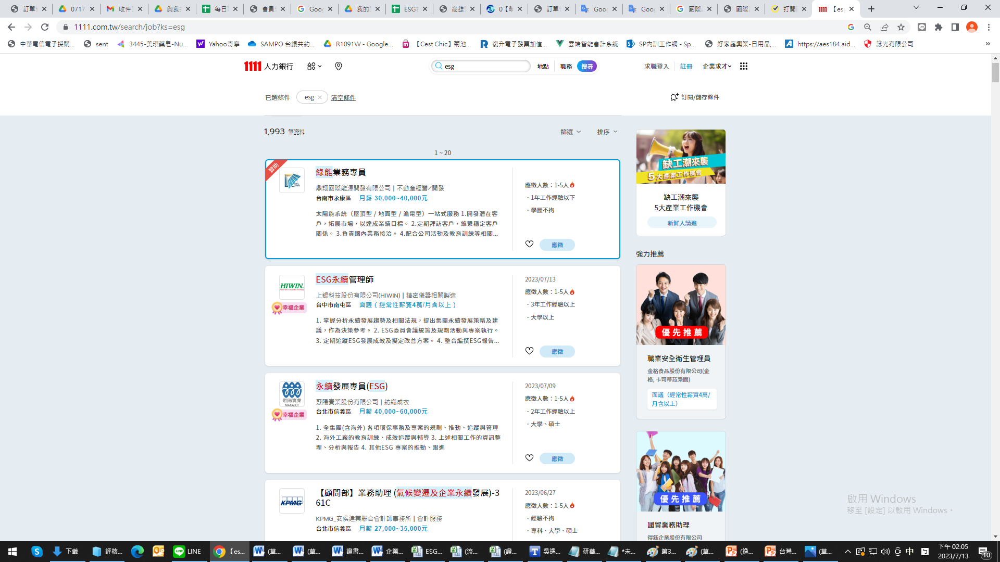 訂單
0717
收件
與我
每日
會員
Goo
我的
ESG
高雄
0【
訂單
Goo
Goo
國際
國際
打開
【es
1111.com.tw/search/job?ks=esg
中華電信電子採購...
sent
3445-美琪藥皂-Nu...
Yahoo奇摩
SAMPO 台銀共約...
R1091W - Google...
【Cest Chic】菊池...
復升電子發票加值...
雲端智能會計系統
SP內訓工作網 - Sp...
好家庭興業-日用品,...
https://aes184.aid...
詠光有限公司
»
1111 人力銀行
esg
地點
職務
搜尋
求職登入
註冊
企業求才
已選條件
esg ×
清空條件
訂閱/儲存條件
1,993 筆資料
篩選
排序
1 ~ 20
贊助
綠能業務專員
鼎翔國際能源開發有限公司 | 不動產經營∕開發
台南市永康區 月薪 30,000~40,000元
太陽能系統（屋頂型 / 地面型 / 漁電型）一站式服務 1.開發潛在客
戶，拓展市場，以達成業績目標。 2.定期拜訪客戶，維繫穩定客戶
關係。 3.負責國內業務接洽。 4.配合公司活動及教育訓練等相關...
應徵人數：1-5人
・1年工作經驗以下
・學歷不拘
應徵
HIWIN
幸福企業
ESG永續管理師
上銀科技股份有限公司(HIWIN) | 精密儀器相關製造
台中市南屯區 面議（經常性薪資4萬/月含以上）
1. 掌握分析永續發展趨勢及相關法規，提出集團永續發展策略及建
議，作為決策參考。 2. ESG委員會議統籌及規劃活動與專案執行。
3. 定期追蹤ESG發展成效及擬定改善方案。 4. 整合編撰ESG報告...
2023/07/13
應徵人數：1-5人
・3年工作經驗以上
・大學以上
應徵
聚陽實業
MAKALOT
幸福企業
永續發展專員(ESG)
聚陽實業股份有限公司 | 紡織成衣
台北市信義區 月薪 40,000~60,000元
1. 全集團(含海外) 各項環保事務及專案的規劃、推動、追蹤與管理
2. 海外工廠的教育訓練、成效追蹤與輔導 3. 上述相關工作的資訊整
理、分析與報告 4. 其他ESG 專案的推動、跟進
2023/07/09
應徵人數：1-5人
・2年工作經驗以上
・大學、碩士
應徵
KPMG
【顧問部】業務助理 (氣候變遷及企業永續發展)-3
61C
KPMG_安侯建業聯合會計師事務所 | 會計服務
台北市信義區 月薪 27,000~35,000元
2023/06/27
應徵人數：1-5人
・經驗不拘
・專科、大學、碩士
缺工潮來襲
5大產業工作機會
缺工潮來襲
5大產業工作機會
新鮮人請進
強力推薦
優先推薦
職業安全衛生管理員
金格食品股份有限公司(金
格, 卡司蒂菈樂園)
面議（經常性薪資4萬/
月含以上）
優先推薦
國貿業務助理
得鈺企業股份有限公司
啟用 Windows
移至 [設定] 以啟用 Windows。
下載
評核...
LINE
【es...
(草...
(草...
證書...
企業...
ESG...
(流...
(證...
吳逸...
研華...
*未...
第3...
(草...
(逸...
台灣...
(草...
中
下午 02:05
2023/7/13
10